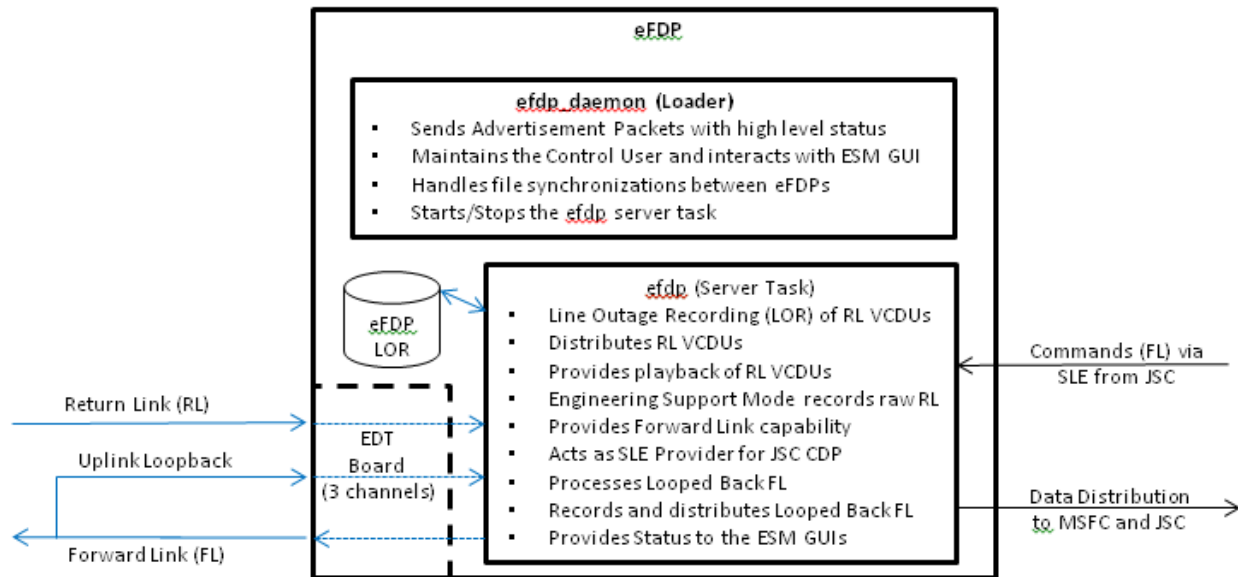 eFDP
efdp_daemon (Loader)
▪ Sends Advertisement Packets with high level status
▪ Maintains the Control User and interacts with ESM GUI
▪ Handles file synchronizations between eFDPs
▪ Starts/Stops the efdp server task
eFDP
LOR
efdp (Server Task)
▪ Line Outage Recording (LOR) of RL VCDUs
▪ Distributes RL VCDUs
▪ Provides playback of RL VCDUs
▪ Engineering Support Mode records raw RL
▪ Provides Forward Link capability
▪ Acts as SLE Provider for JSC CDP
▪ Processes Looped Back FL
▪ Records and distributes Looped Back FL
▪ Provides Status to the ESM GUIs
Commands (FL) via
SLE from JSC
Return Link (RL)
EDT
Board
(3 channels)
Uplink Loopback
Data Distribution
to MSFC and JSC
Forward Link (FL)